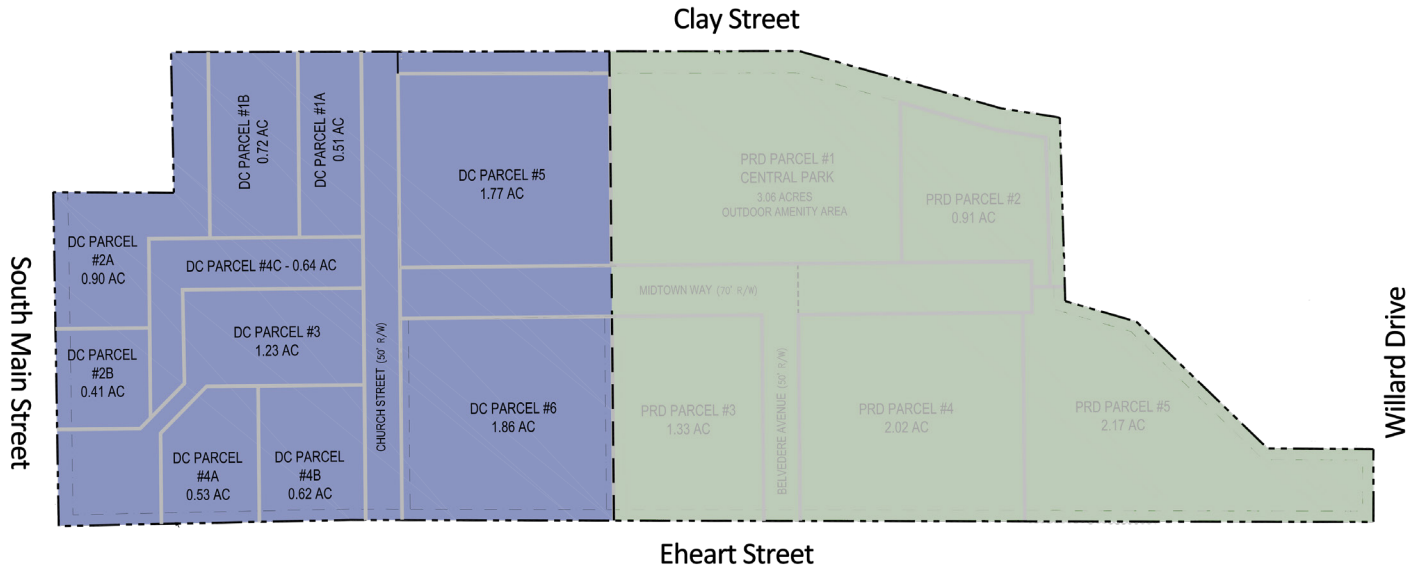 Clay Street
DC PARCEL #1B
0.72 AC
DC PARCEL #1A
0.51 AC
DC PARCEL #5
1.77 AC
PRD PARCEL #1
CENTRAL PARK
3.06 ACRES
OUTDOOR AMENITY AREA
PRD PARCEL #2
0.91 AC
DC PARCEL
#2A
0.90 AC
DC PARCEL #4C - 0.64 AC
MIDTOWN WAY (70' R/W)
South Main Street
DC PARCEL #3
1.23 AC
DC PARCEL
#2B
0.41 AC
CHURCH STREET (50' R/W)
DC PARCEL #6
1.86 AC
PRD PARCEL #3
1.33 AC
BELVEDERE AVENUE (50' R/W)
PRD PARCEL #4
2.02 AC
PRD PARCEL #5
2.17 AC
Willard Drive
DC PARCEL
#4A
0.53 AC
DC PARCEL
#4B
0.62 AC
Eheart Street